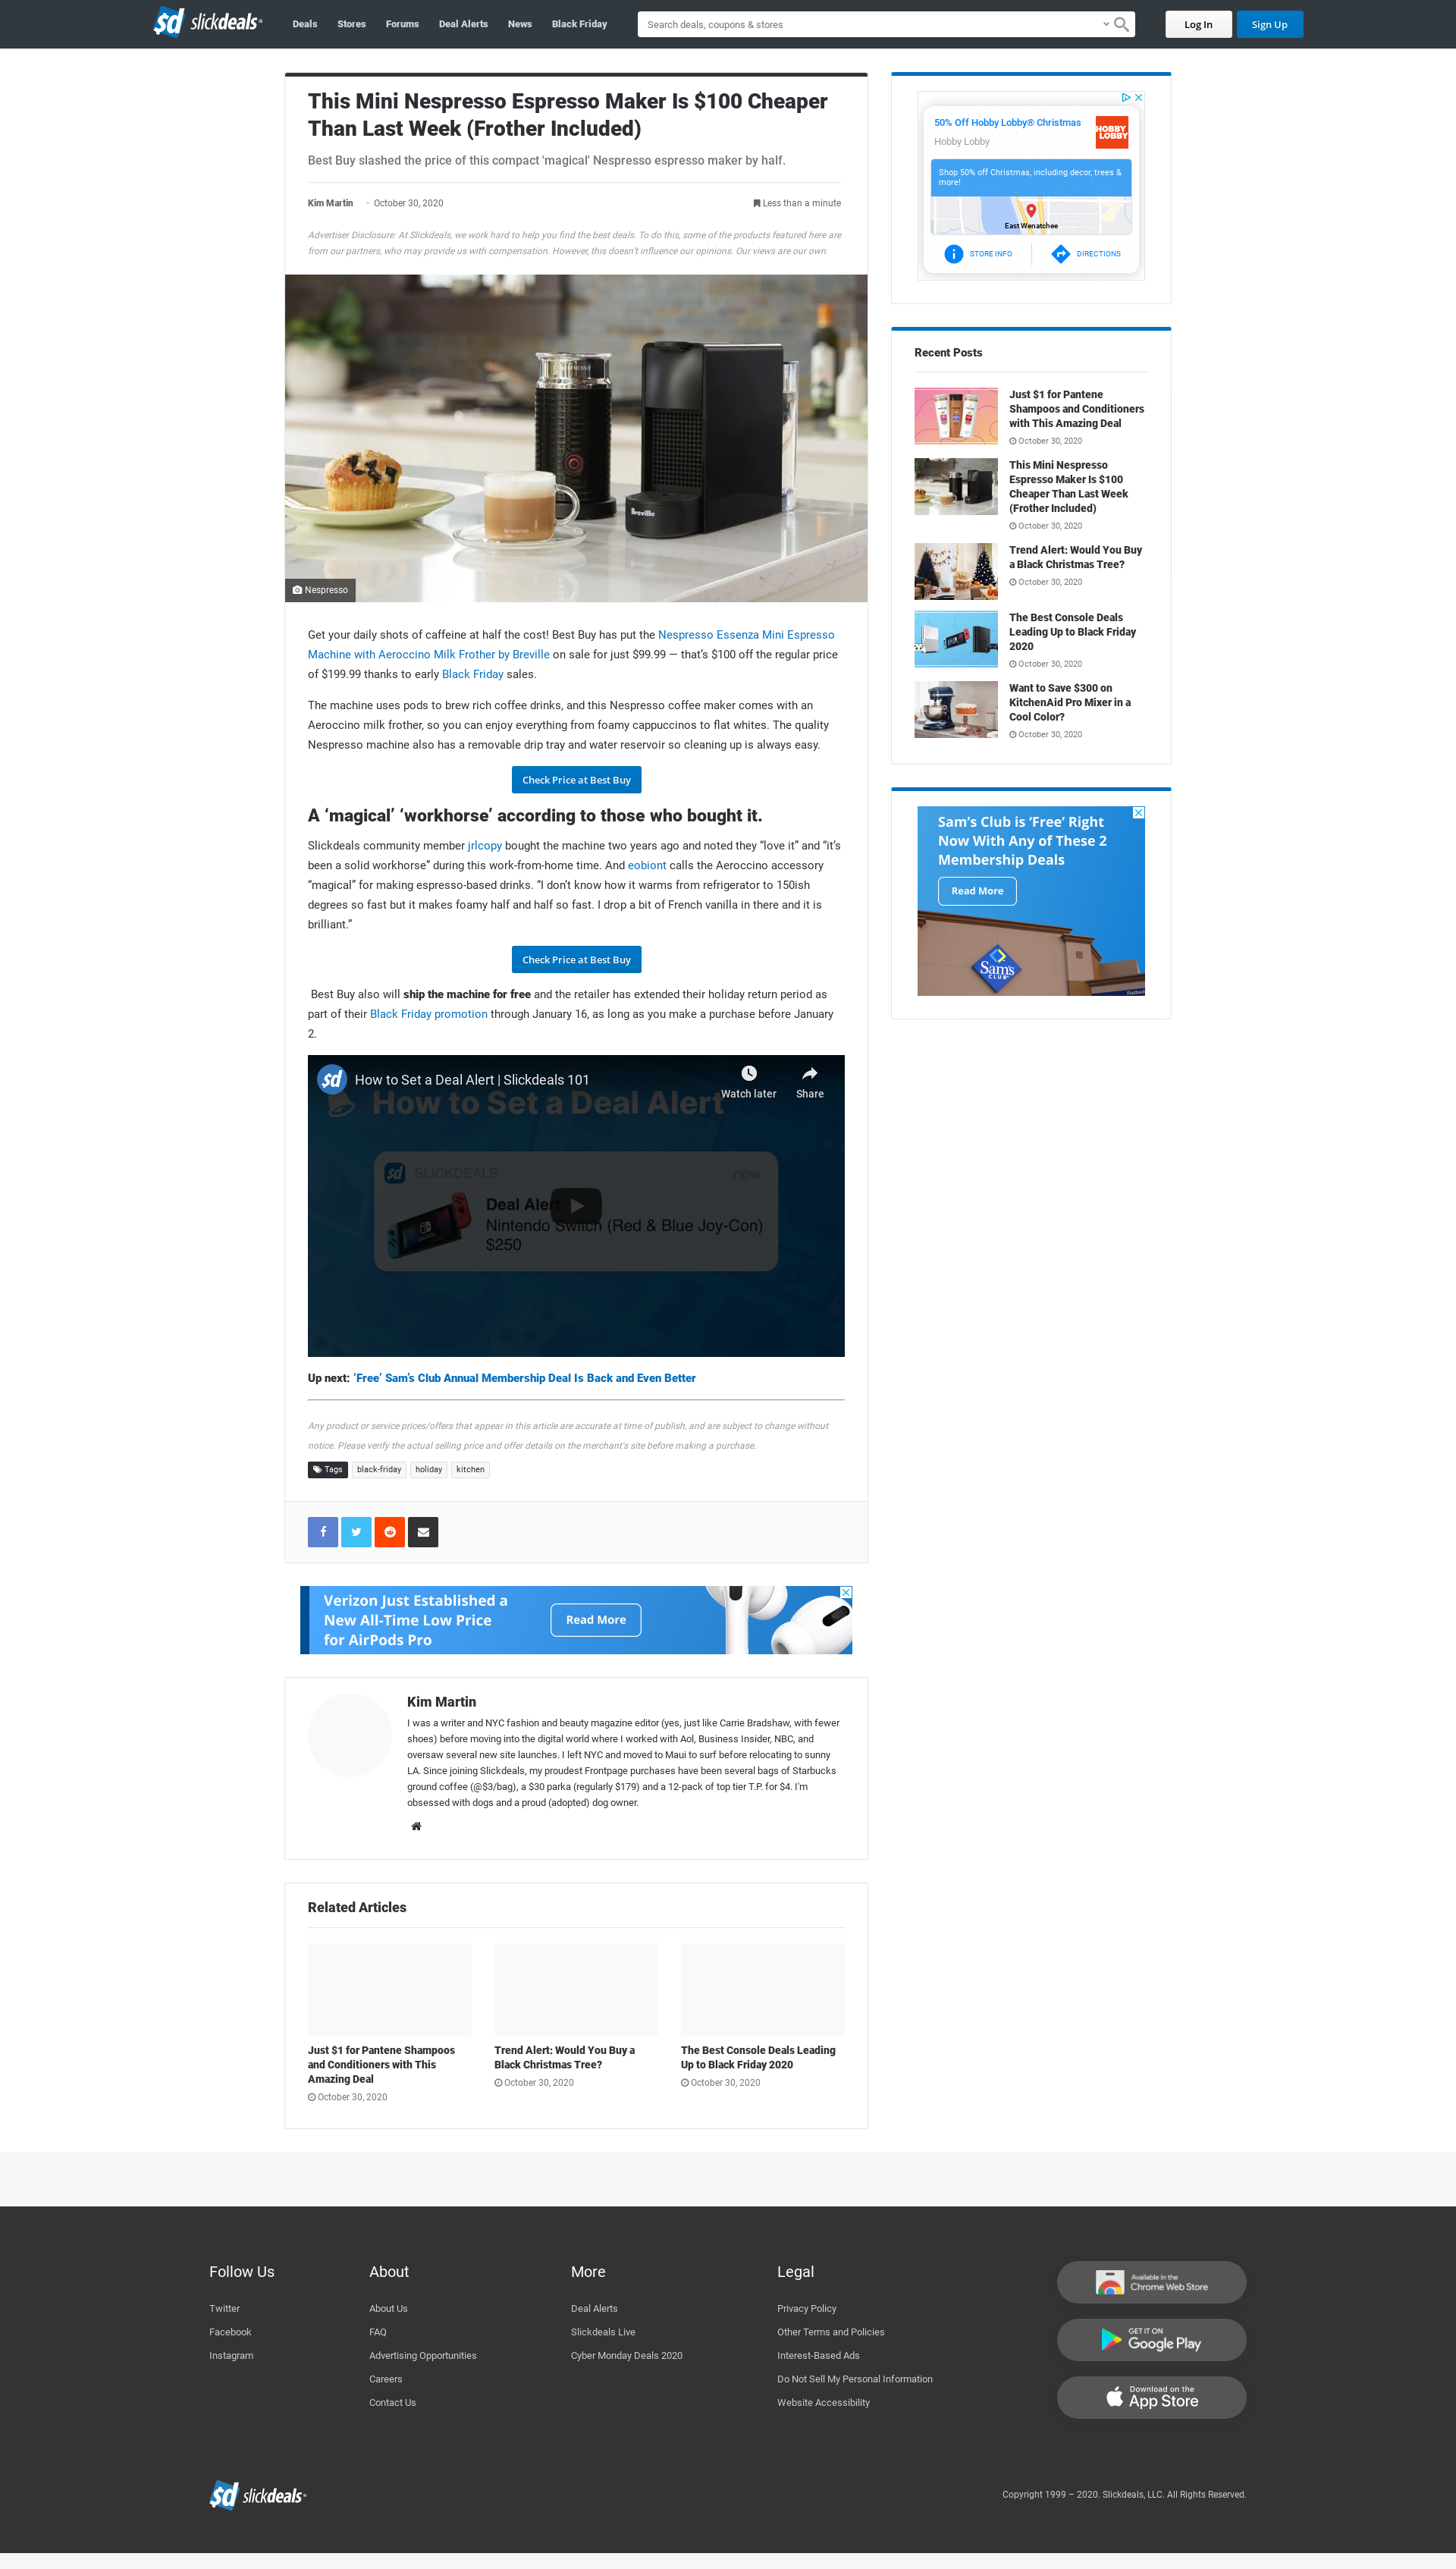 sd slickdeals
Deals
Stores
Forums
Deal Alerts
News
Black Friday
Search deals, coupons & stores
Log In
Sign Up
This Mini Nespresso Espresso Maker Is $100 Cheaper
Than Last Week (Frother Included)
Best Buy slashed the price of this compact 'magical' Nespresso espresso maker by half.
Kim Martin • October 30, 2020
Less than a minute
Advertiser Disclosure: At Slickdeals, we work hard to help you find the best deals. To do this, some of the products featured here are
from our partners, who may provide us with compensation. However, this doesn't influence our opinions. Our views are our own.
NESPRESSO
Breville
Nespresso
Get your daily shots of caffeine at half the cost! Best Buy has put the Nespresso Essenza Mini Espresso
Machine with Aeroccino Milk Frother by Breville on sale for just $99.99 — that's $100 off the regular price
of $199.99 thanks to early Black Friday sales.
The machine uses pods to brew rich coffee drinks, and this Nespresso coffee maker comes with an
Aeroccino milk frother, so you can enjoy everything from foamy cappuccinos to flat whites. The quality
Nespresso machine also has a removable drip tray and water reservoir so cleaning up is always easy.
Check Price at Best Buy
A ‘magical’ ‘workhorse’ according to those who bought it.
Slickdeals community member jrlcopy bought the machine two years ago and noted they “love it” and “it’s
been a solid workhorse” during this work-from-home time. And eobiont calls the Aeroccino accessory
“magical” for making espresso-based drinks. “I don’t know how it warms from refrigerator to 150ish
degrees so fast but it makes foamy half and half so fast. I drop a bit of French vanilla in there and it is
brilliant.”
Check Price at Best Buy
Best Buy also will ship the machine for free and the retailer has extended their holiday return period as
part of their Black Friday promotion through January 16, as long as you make a purchase before January
2.
sd
How to Set a Deal Alert | Slickdeals 101
Watch later
Share
How to Set a Deal Alert
SLICKDEALS
now
Deal Alert
Nintendo Switch (Red & Blue Joy-Con)
$250
Up next: ‘Free’ Sam’s Club Annual Membership Deal Is Back and Even Better
Any product or service prices/offers that appear in this article are accurate at time of publish, and are subject to change without
notice. Please verify the actual selling price and offer details on the merchant's site before making a purchase.
Tags
black-friday
holiday
kitchen
Verizon Just Established a
New All-Time Low Price
for AirPods Pro
Read More
Kim Martin
I was a writer and NYC fashion and beauty magazine editor (yes, just like Carrie Bradshaw, with fewer
shoes) before moving into the digital world where I worked with Aol, Business Insider, NBC, and
oversaw several new site launches. I left NYC and moved to Maui to surf before relocating to sunny
LA. Since joining Slickdeals, my proudest Frontpage purchases have been several bags of Starbucks
ground coffee (@$3/bag), a $30 parka (regularly $179) and a 12-pack of top tier T.P. for $4. I'm
obsessed with dogs and a proud (adopted) dog owner.
Related Articles
Just $1 for Pantene Shampoos
and Conditioners with This
Amazing Deal
October 30, 2020
Trend Alert: Would You Buy a
Black Christmas Tree?
October 30, 2020
The Best Console Deals Leading
Up to Black Friday 2020
October 30, 2020
50% Off Hobby Lobby® Christmas
Hobby Lobby
HOBBY
LOBBY
Shop 50% off Christmas, including decor, trees &
more!
East Wenatchee
STORE INFO
DIRECTIONS
Recent Posts
Just $1 for Pantene
Shampoos and Conditioners
with This Amazing Deal
October 30, 2020
This Mini Nespresso
Espresso Maker Is $100
Cheaper Than Last Week
(Frother Included)
October 30, 2020
Trend Alert: Would You Buy
a Black Christmas Tree?
October 30, 2020
The Best Console Deals
Leading Up to Black Friday
2020
October 30, 2020
Want to Save $300 on
KitchenAid Pro Mixer in a
Cool Color?
October 30, 2020
Sam’s Club is ‘Free’ Right
Now With Any of These 2
Membership Deals
Read More
Sam's
CLUB
Follow Us
Twitter
Facebook
Instagram
About
About Us
FAQ
Advertising Opportunities
Careers
Contact Us
More
Deal Alerts
Slickdeals Live
Cyber Monday Deals 2020
Legal
Privacy Policy
Other Terms and Policies
Interest-Based Ads
Do Not Sell My Personal Information
Website Accessibility
Available in the
Chrome Web Store
GET IT ON
Google Play
Download on the
App Store
sd slickdeals
Copyright 1999 – 2020. Slickdeals, LLC. All Rights Reserved.